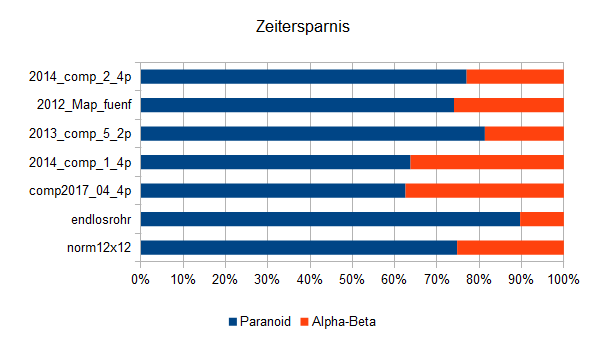 Zeitersparnis
2014_comp_2_4p
2012_Map_fuenf
2013_comp_5_2p
2014_comp_1_4p
comp2017_04_4p
endlosrohr
norm12x12
0% 10% 20% 30% 40% 50% 60% 70% 80% 90% 100%
Paranoid Alpha-Beta